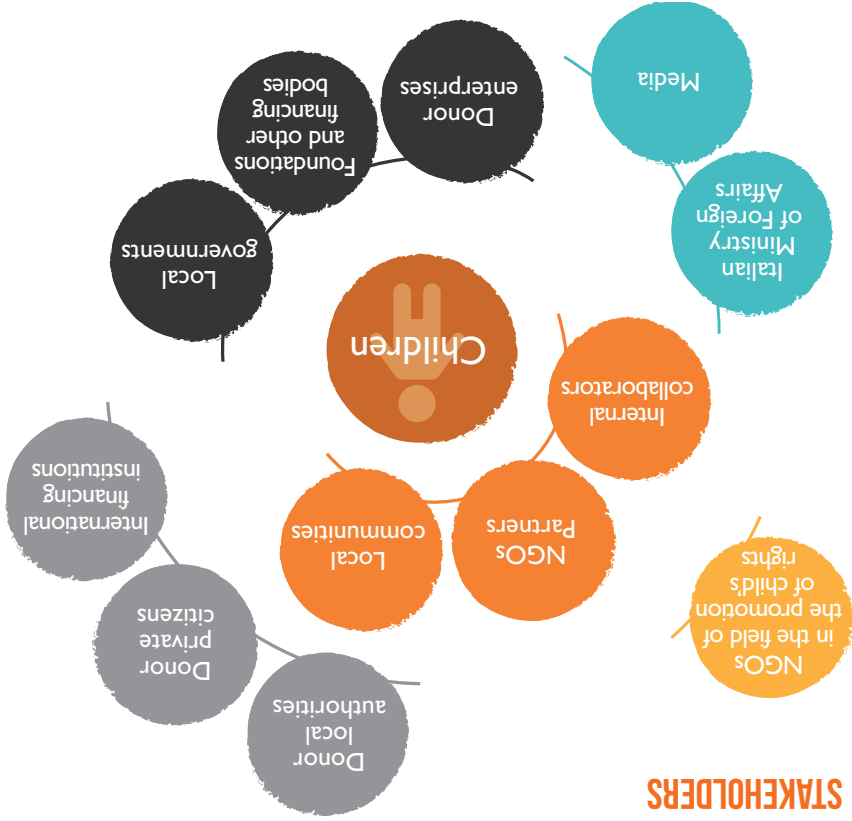 STAKEHOLDERS
Donor
local
authorities
NGOs
in the field of
the promotion
of child's
rights
Donor
private
citizens
NGOs
Partners
Local
communities
International
financing
institutions
Internal
collaborators
Children
Local
governments
Italian
Ministry
of Foreign
Affairs
Foundations
and other
financing
bodies
Donor
enterprises
Media